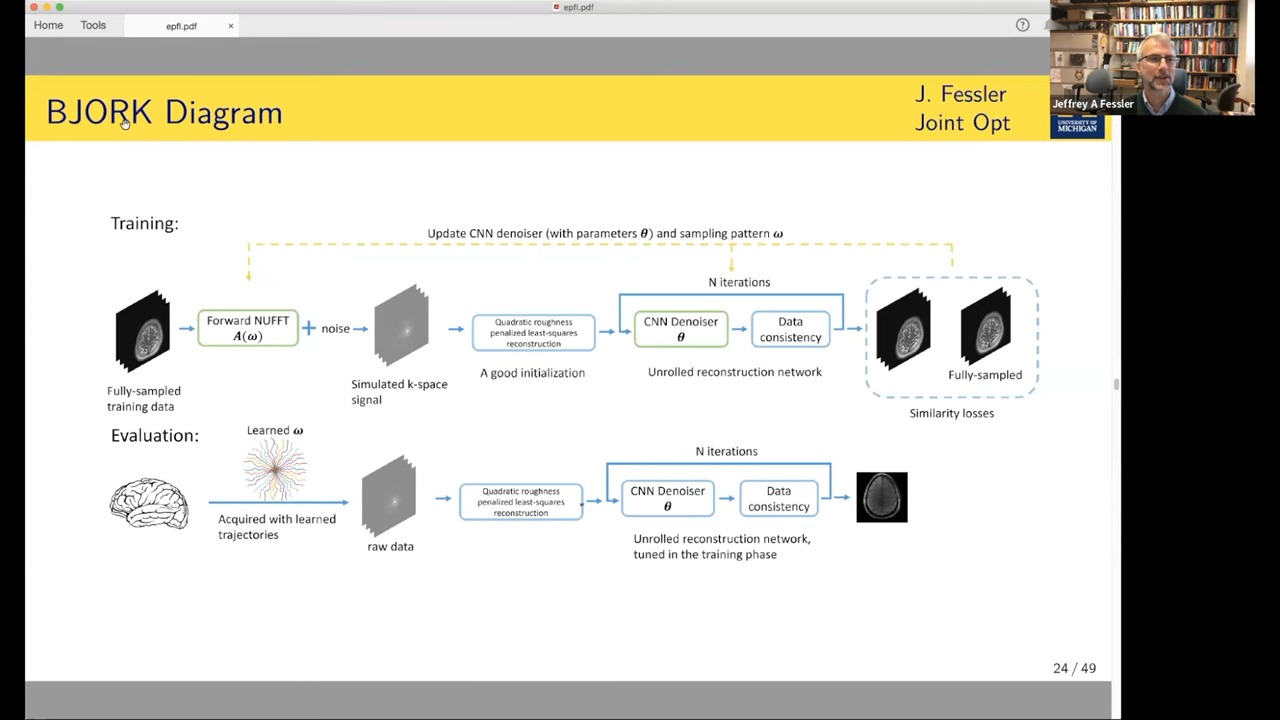 epfl.pdf
Home
Tools
epfl.pdf
×
?
BJORK Diagram
J. Fessler
Joint Opt
Jeffrey A Fessler
UNIVERSITY OF
MICHIGAN
Training:
Update CNN denoiser (with parameters θ) and sampling pattern ω
Fully-sampled
training data
Forward NUFFT
A(ω)
+ noise
Simulated k-space
signal
Quadratic roughness
penalized least-squares
reconstruction
A good initialization
N iterations
CNN Denoiser
θ
Data
consistency
Unrolled reconstruction network
Fully-sampled
Similarity losses
Evaluation:
Learned ω
Acquired with learned
trajectories
raw data
Quadratic roughness
penalized least-squares
reconstruction
N iterations
CNN Denoiser
θ
Data
consistency
Unrolled reconstruction network,
tuned in the training phase
24 / 49